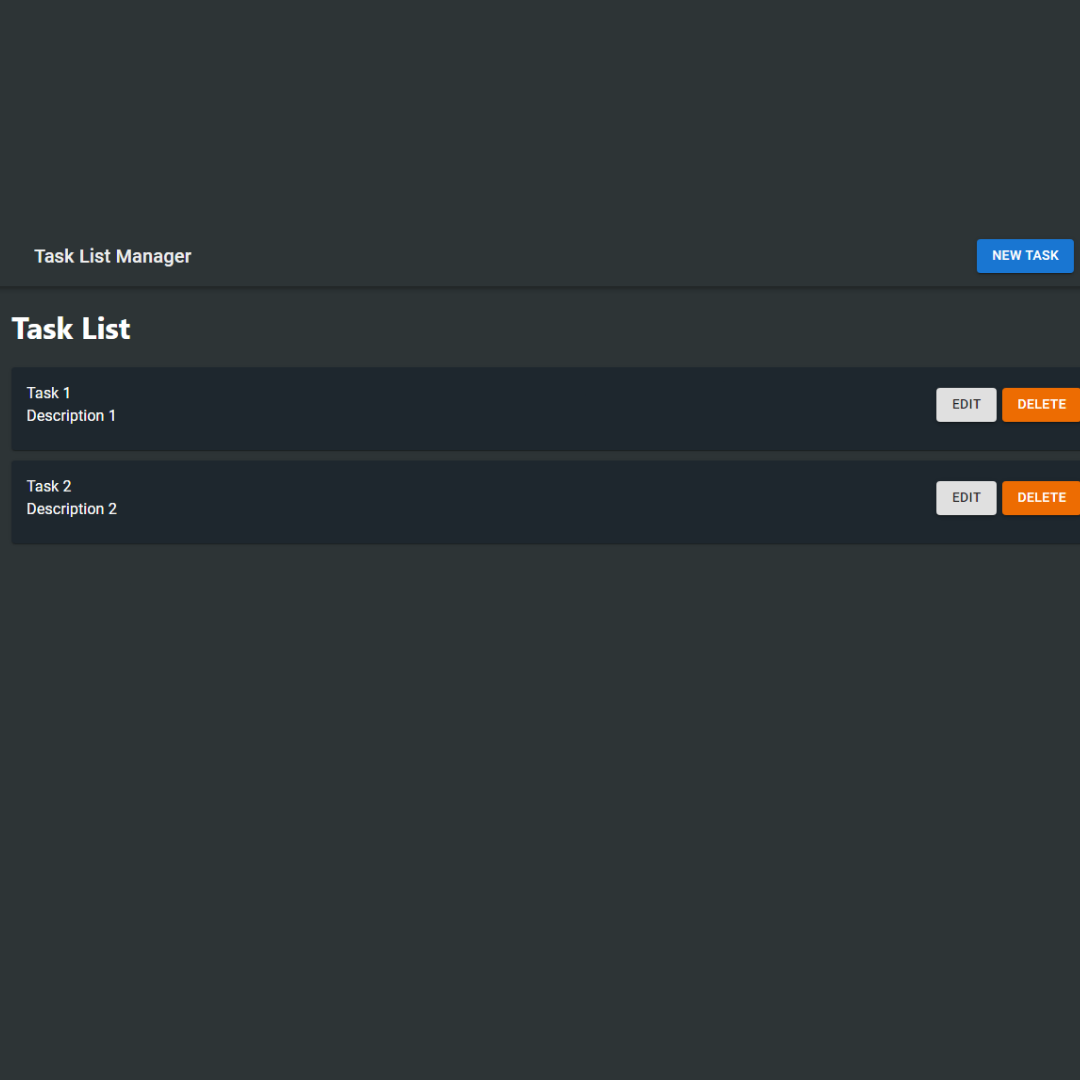 Task List Manager
NEW TASK
Task List
Task 1
Description 1
EDIT
DELETE
Task 2
Description 2
EDIT
DELETE